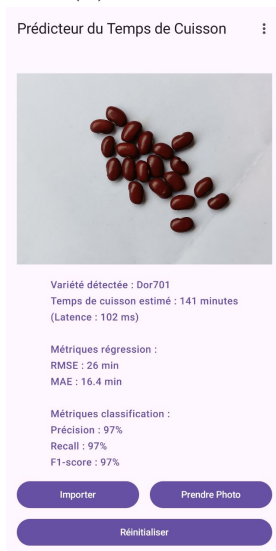 Prédicteur du Temps de Cuisson
Variété détectée : Dor701
Temps de cuisson estimé : 141 minutes
(Latence : 102 ms)
Métriques régression :
RMSE : 26 min
MAE : 16.4 min
Métriques classification :
Précision : 97%
Recall : 97%
F1-score : 97%
Importer
Prendre Photo
Réinitialiser